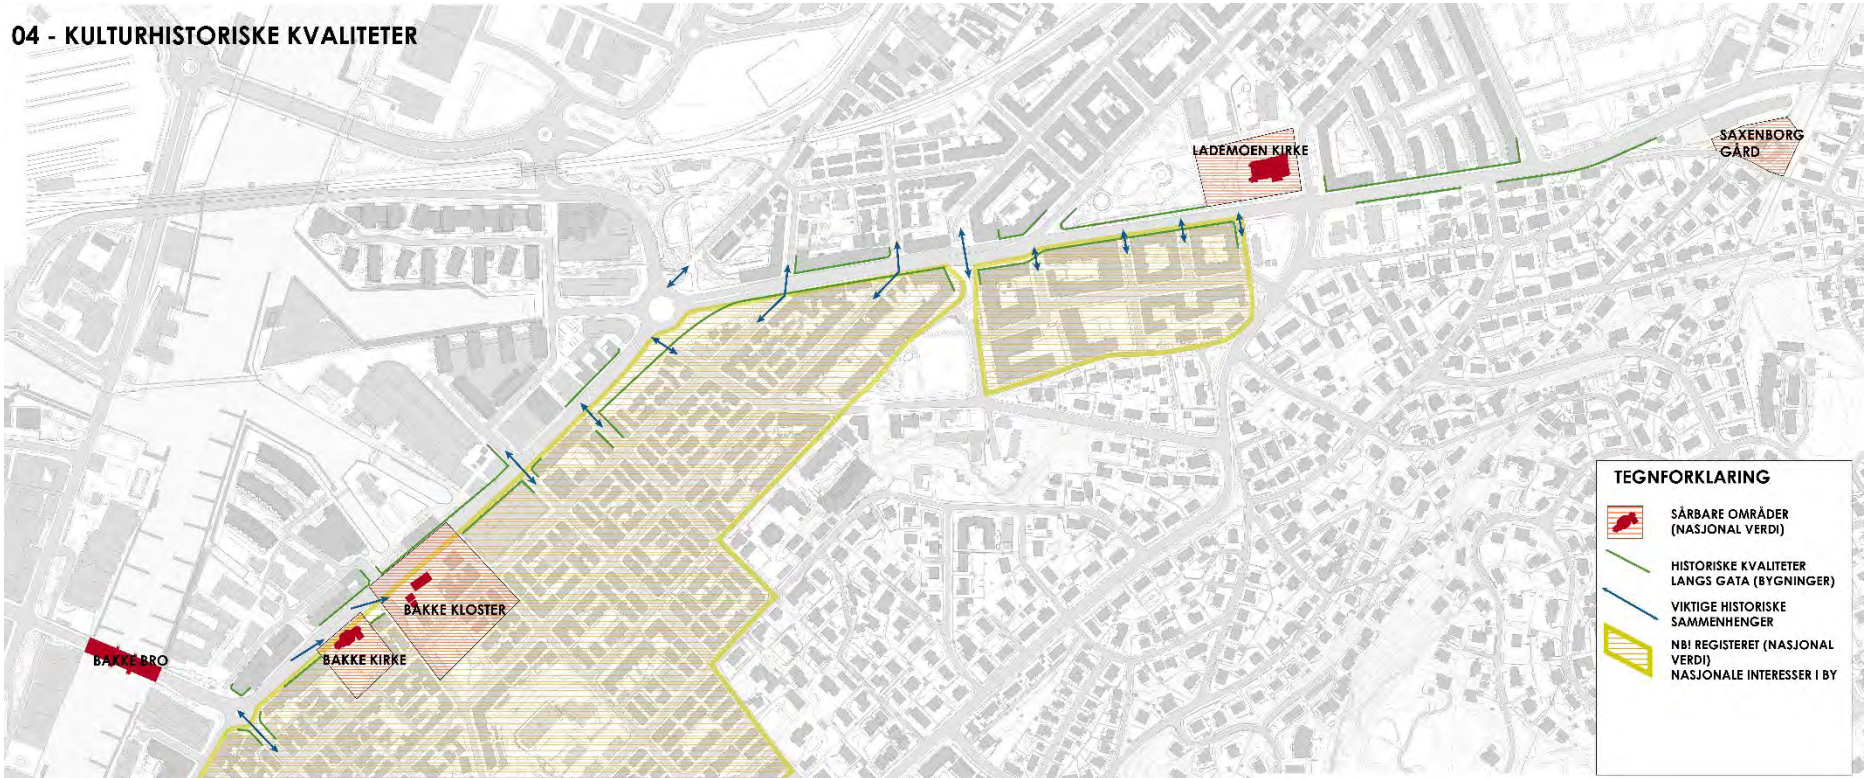 04 - KULTURHISTORISKE KVALITETER
LADEMOEN KIRKE
SAXENBORG
GÅRD
BAKKE KLOSTER
BAKKE KIRKE
BAKKE BRO
TEGNFORKLARING
SÅRBARE OMRÅDER
(NASJONAL VERDI)
HISTORISKE KVALITETER
LANGS GATA (BYGNINGER)
VIKTIGE HISTORISKE
SAMMENHENGER
NB! REGISTERET (NASJONAL
VERDI)
NASJONALE INTERESSER I BY